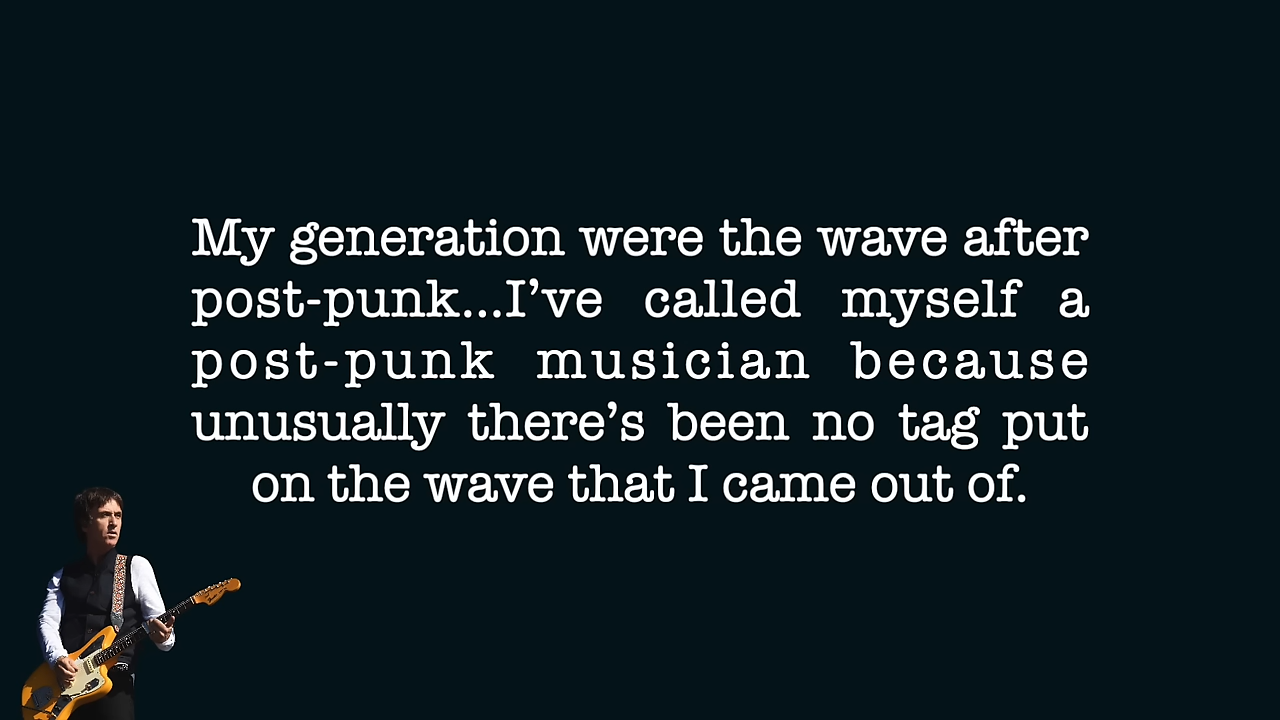 My generation were the wave after
post-punk...I’ve called myself a
post-punk musician because
unusually there’s been no tag put
on the wave that I came out of.